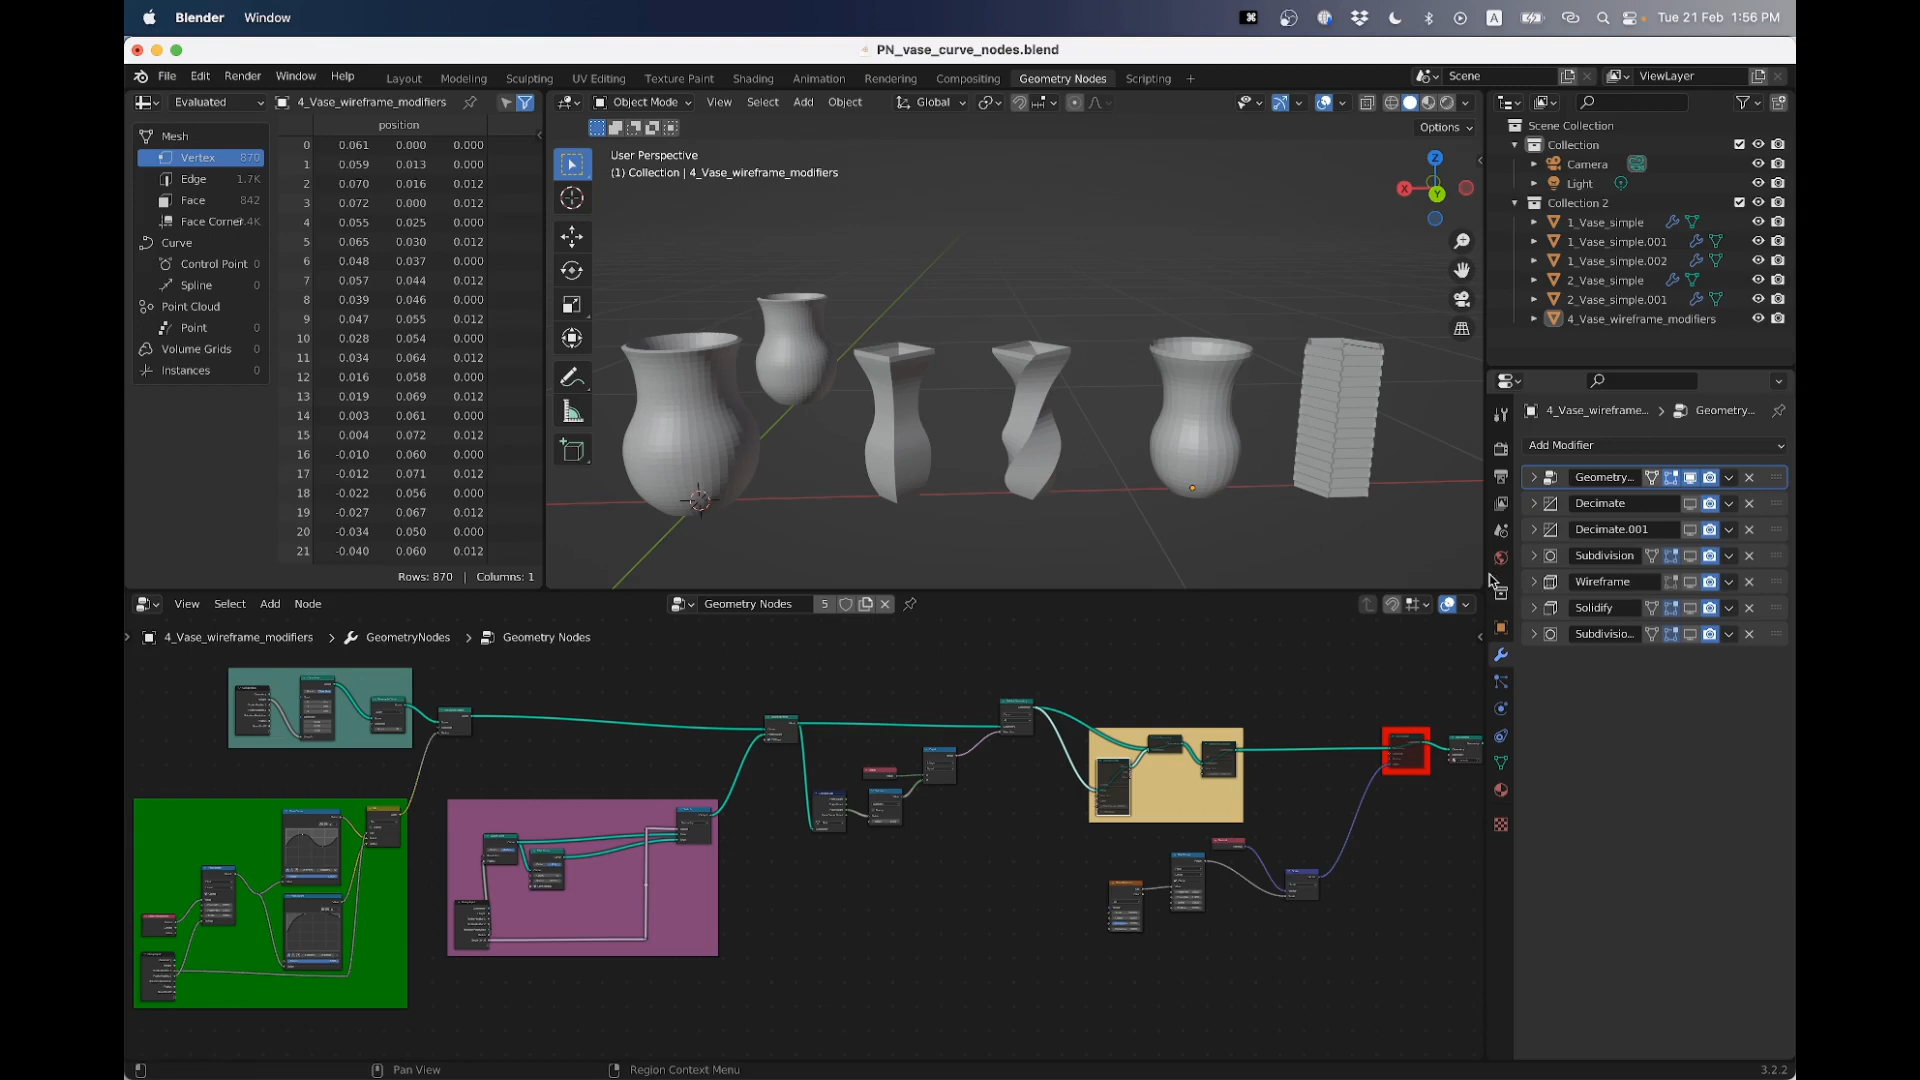 Blender Window
A
Tue 21 Feb 1:56 PM
PN_vase_curve_nodes.blend
File Edit Render Window Help
Layout Modeling Sculpting UV Editing Texture Paint Shading Animation Rendering Compositing Geometry Nodes Scripting +
Scene
ViewLayer
Evaluated
4_Vase_wireframe_modifiers
Object Mode View Select Add Object
Global
Options
position
Mesh
Vertex 870
Edge 1.7K
Face 842
Face Corner
Curve
Control Point 0
Spline 0
Point Cloud
Point 0
Volume Grids 0
Instances 0
0 0.061 0.000 0.000
1 0.059 0.013 0.000
2 0.070 0.016 0.012
3 0.072 0.000 0.012
4 0.055 0.025 0.000
5 0.065 0.030 0.012
6 0.048 0.037 0.000
7 0.057 0.044 0.012
8 0.039 0.046 0.000
9 0.047 0.055 0.012
10 0.028 0.054 0.000
11 0.034 0.064 0.012
12 0.016 0.058 0.000
13 0.019 0.069 0.012
14 0.003 0.061 0.000
15 0.004 0.072 0.012
16 -0.010 0.060 0.000
17 -0.012 0.071 0.012
18 -0.022 0.056 0.000
19 -0.027 0.067 0.012
20 -0.034 0.050 0.000
21 -0.040 0.060 0.012
Rows: 870 | Columns: 1
User Perspective
(1) Collection | 4_Vase_wireframe_modifiers
Z
X
Y
Scene Collection
Collection
Camera
Light
Collection 2
1_Vase_simple
1_Vase_simple.001
1_Vase_simple.002
2_Vase_simple
2_Vase_simple.001
4_Vase_wireframe_modifiers
4_Vase_wireframe... > Geometry...
Add Modifier
Geometry...
Decimate
Decimate.001
Subdivision
Wireframe
Solidify
Subdivisio...
View Select Add Node
Geometry Nodes 5
4_Vase_wireframe_modifiers > GeometryNodes > Geometry Nodes
Pan View
Region Context Menu
3.2.2